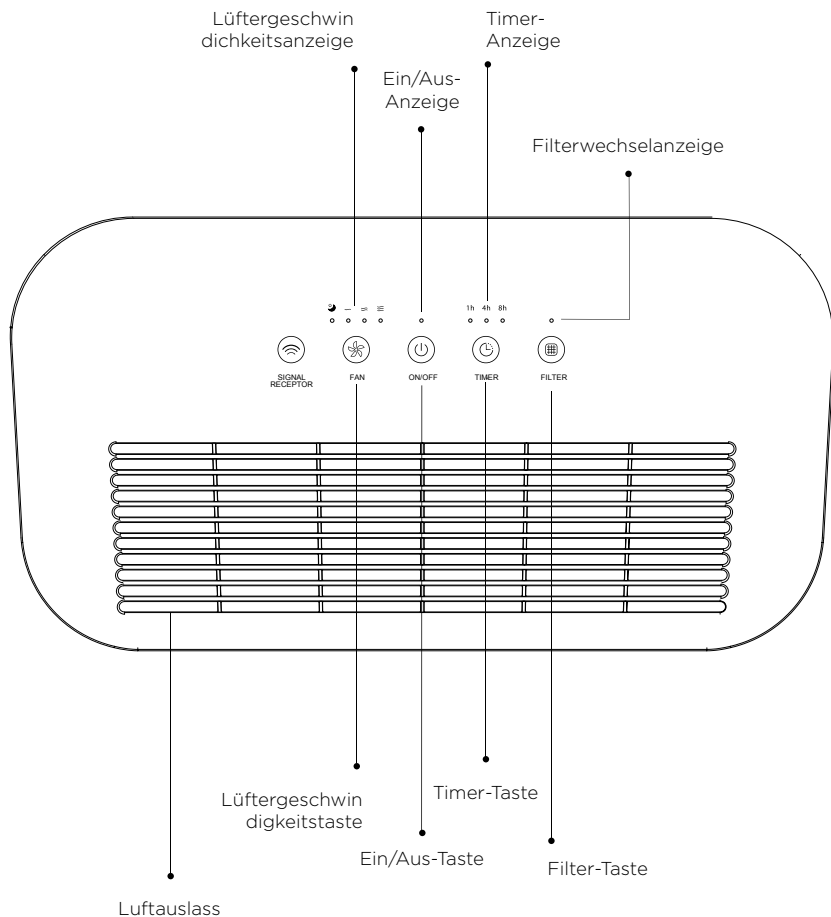 Lüftergeschwin
dichkeitsanzeige
Timer-
Anzeige
Ein/Aus-
Anzeige
Filterwechselanzeige
1h 4h 8h
SIGNAL
RECEPTOR
FAN
ON/OFF
TIMER
FILTER
Lüftergeschwin
digkeitstaste
Timer-Taste
Ein/Aus-Taste
Filter-Taste
Luftauslass